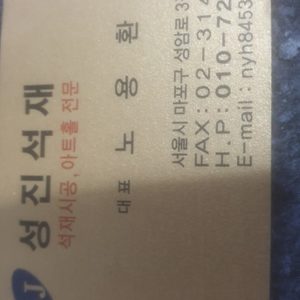 J 성진석재
석재시공, 아트홀 전문
대표 노용환
서울시 마포구 성암로 3
FAX : 02-314
H.P : 010-72
E-mail : nyh8453